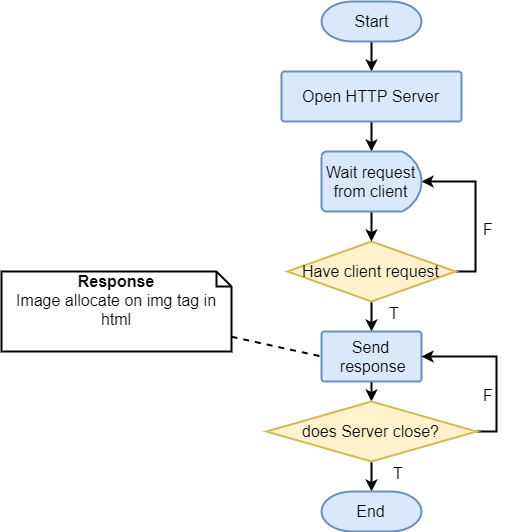 Start
Open HTTP Server
Wait request
from client
F
Have client request
Response
Image allocate on img tag in
html
T
Send
response
F
does Server close?
T
End